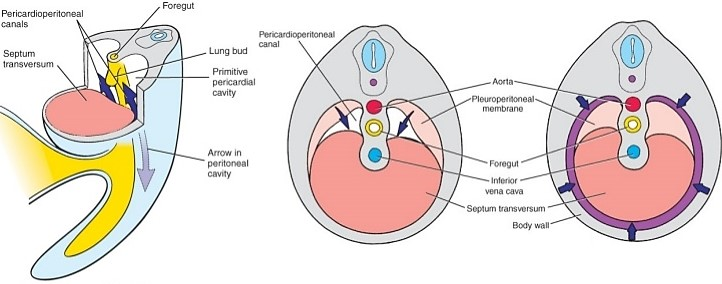 Pericardioperitoneal
canals
Foregut
Septum
transversum
Lung bud
Primitive
pericardial
cavity
Arrow in
peritoneal
cavity
Pericardioperitoneal
canal
Aorta
Pleuroperitoneal
membrane
Foregut
Inferior
vena cava
Septum transversum
Body wall